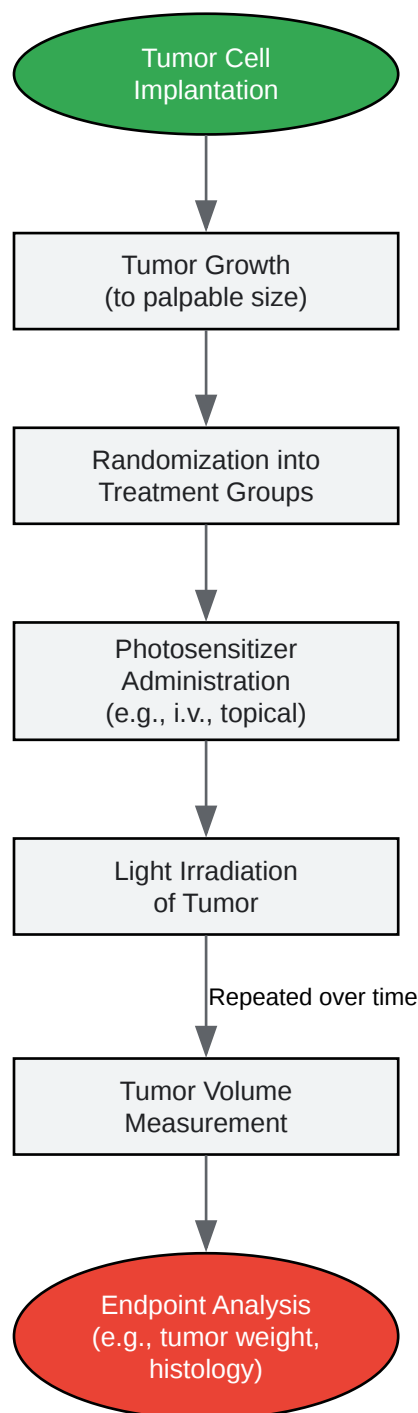 Tumor Cell
Implantation
Tumor Growth
(to palpable size)
Randomization into
Treatment Groups
Photosensitizer
Administration
(e.g., i.v., topical)
Light Irradiation
of Tumor
Repeated over time
Tumor Volume
Measurement
Endpoint Analysis
(e.g., tumor weight,
histology)